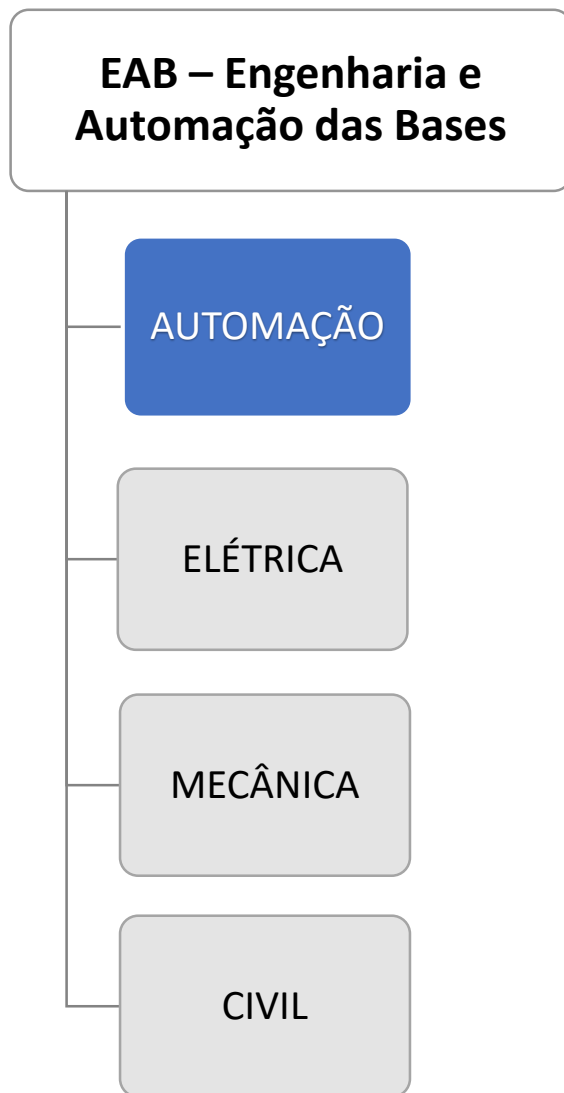 EAB – Engenharia e
Automação das Bases
AUTOMAÇÃO
ELÉTRICA
MECÂNICA
CIVIL